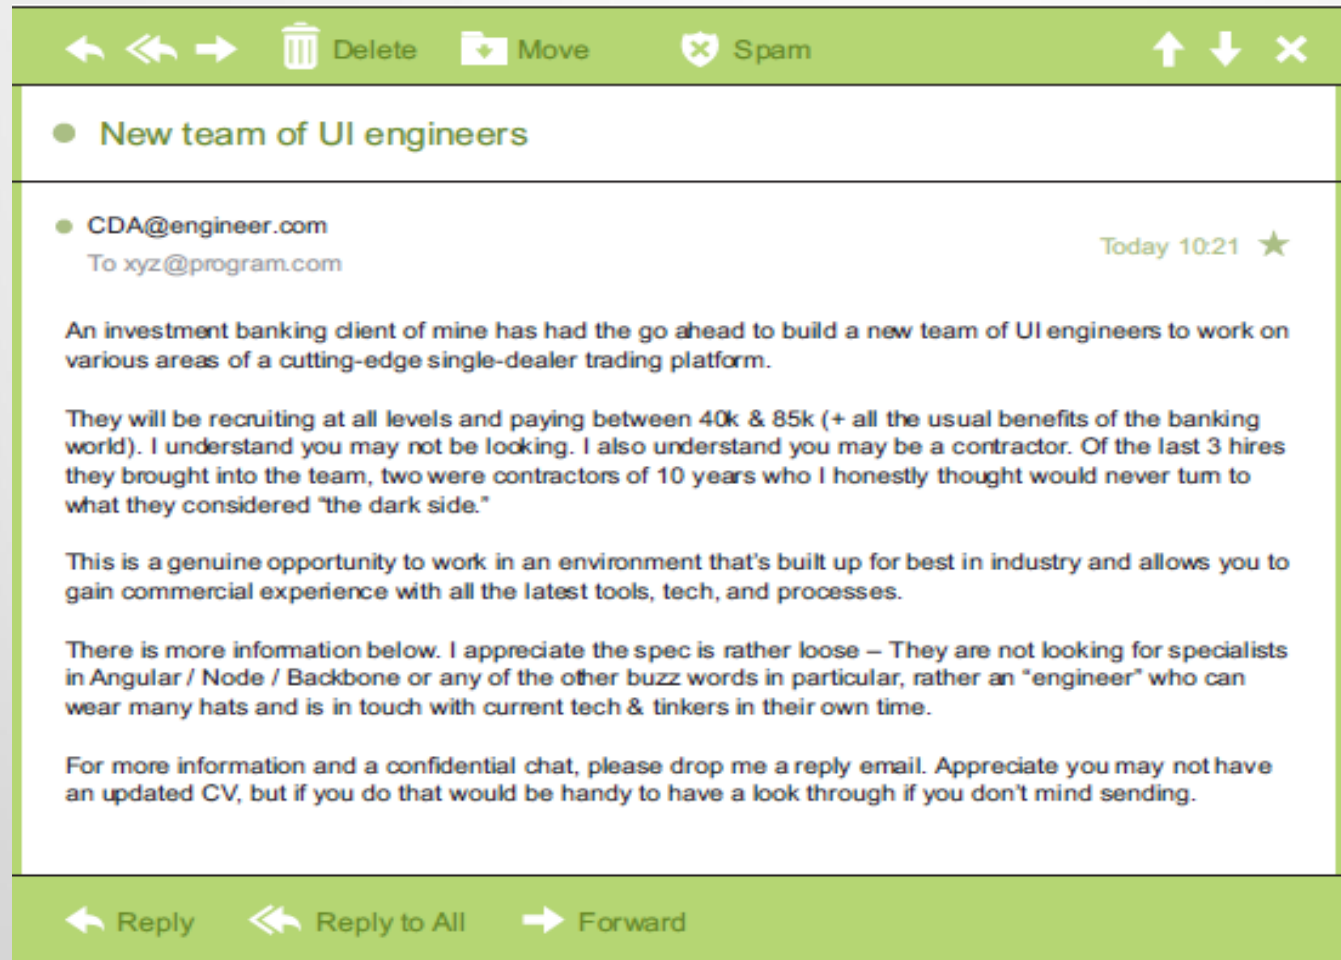 Delete Move Spam
New team of UI engineers
CDA@engineer.com
To xyz@program.com
Today 10:21
An investment banking client of mine has had the go ahead to build a new team of UI engineers to work on
various areas of a cutting-edge single-dealer trading platform.
They will be recruiting at all levels and paying between 40k & 85k (+ all the usual benefits of the banking
world). I understand you may not be looking. I also understand you may be a contractor. Of the last 3 hires
they brought into the team, two were contractors of 10 years who I honestly thought would never turn to
what they considered “the dark side.”
This is a genuine opportunity to work in an environment that’s built up for best in industry and allows you to
gain commercial experience with all the latest tools, tech, and processes.
There is more information below. I appreciate the spec is rather loose – They are not looking for specialists
in Angular / Node / Backbone or any of the other buzz words in particular, rather an “engineer” who can
wear many hats and is in touch with current tech & tinkers in their own time.
For more information and a confidential chat, please drop me a reply email. Appreciate you may not have
an updated CV, but if you do that would be handy to have a look through if you don’t mind sending.
Reply Reply to All Forward